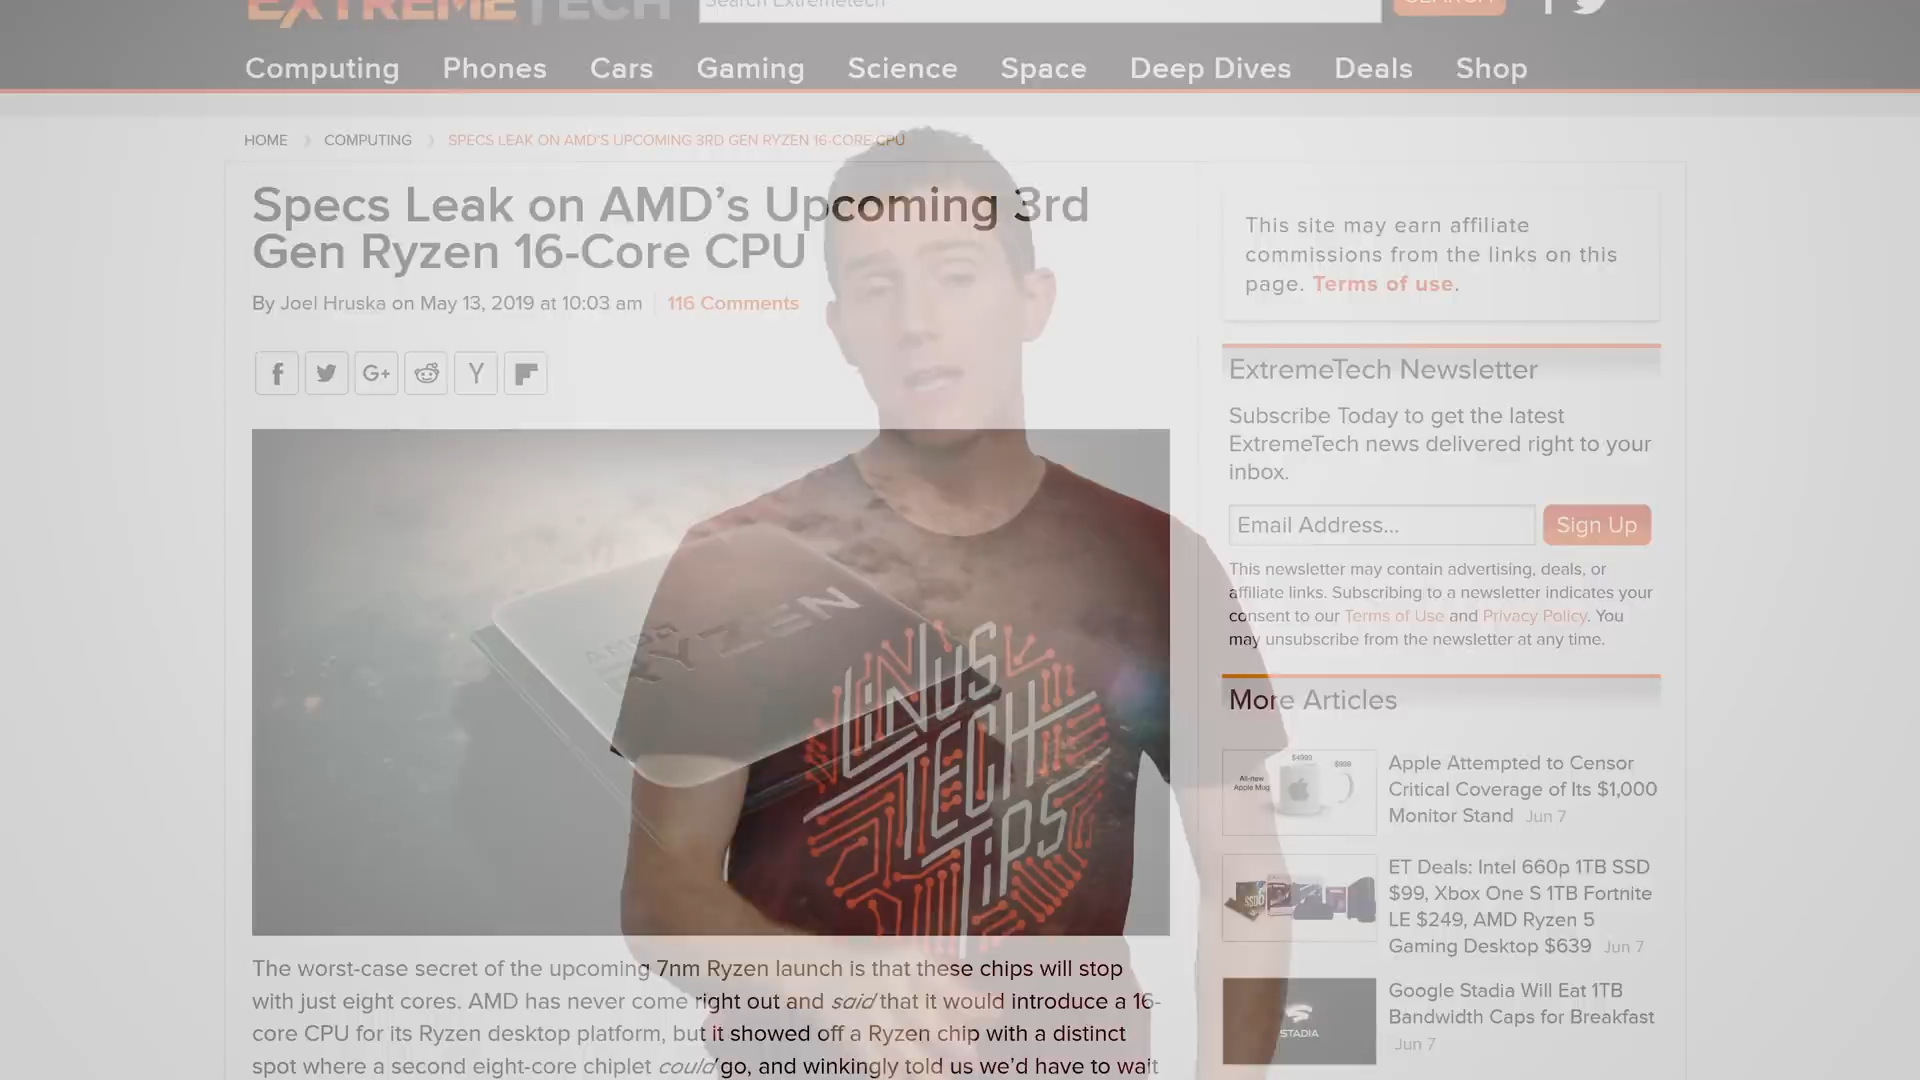 EXTREMETECH
Search Extremetech
SEARCH
Computing Phones Cars Gaming Science Space Deep Dives Deals Shop
HOME COMPUTING SPECS LEAK ON AMD'S UPCOMING 3RD GEN RYZEN 16-CORE CPU
Specs Leak on AMD's Upcoming 3rd
Gen Ryzen 16-Core CPU
By Joel Hruska on May 13, 2019 at 10:03 am 116 Comments
G+
Y
AMD
RYZEN
LINUS
TECH
TIPS
The worst-case secret of the upcoming 7nm Ryzen launch is that these chips will stop
with just eight cores. AMD has never come right out and said that it would introduce a 16-
core CPU for its Ryzen desktop platform, but it showed off a Ryzen chip with a distinct
spot where a second eight-core chiplet could go, and winkingly told us we'd have to wait
This site may earn affiliate
commissions from the links on this
page. Terms of use.
ExtremeTech Newsletter
Subscribe Today to get the latest
ExtremeTech news delivered right to your
inbox.
Email Address... Sign Up
This newsletter may contain advertising, deals, or
affiliate links. Subscribing to a newsletter indicates your
consent to our Terms of Use and Privacy Policy. You
may unsubscribe from the newsletter at any time.
More Articles
$4999 $999
All-new
Apple Mug
Apple Attempted to Censor
Critical Coverage of Its $1,000
Monitor Stand Jun 7
SSD
ET Deals: Intel 660p 1TB SSD
$99, Xbox One S 1TB Fortnite
LE $249, AMD Ryzen 5
Gaming Desktop $639 Jun 7
STADIA
Google Stadia Will Eat 1TB
Bandwidth Caps for Breakfast
Jun 7